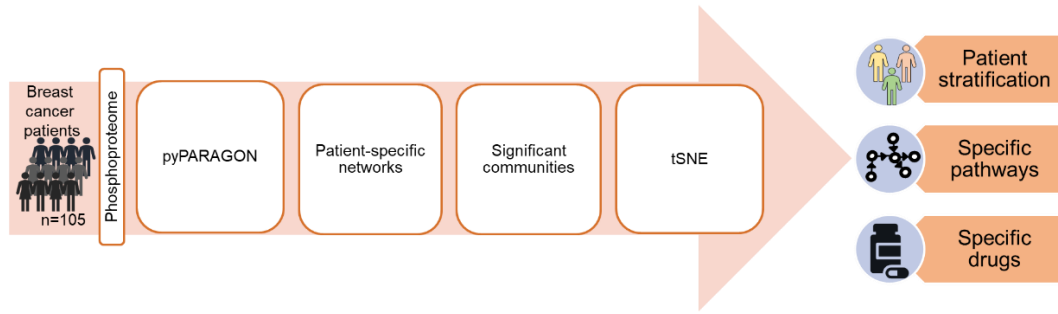 Breast
cancer
patients
n=105
Phosphoproteome
pyPARAGON
Patient-specific
networks
Significant
communities
tSNE
Patient
stratification
Specific
pathways
Specific
drugs